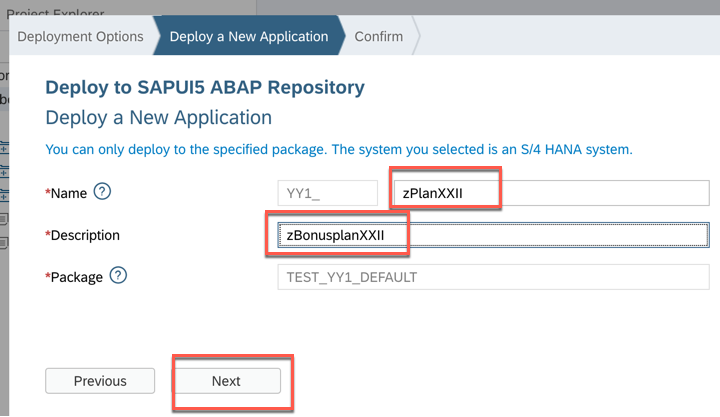 Project Explorer
Deployment Options Deploy a New Application Confirm
Deploy to SAPUI5 ABAP Repository
Deploy a New Application
You can only deploy to the specified package. The system you selected is an S/4 HANA system.
*Name ? YY1_ zPlanXXII
*Description zBonusplanXXII
*Package ? TEST_YY1_DEFAULT
Previous Next